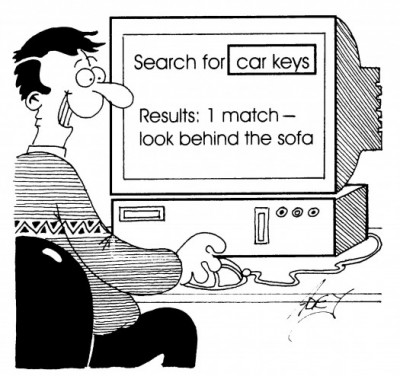 Search for car keys
Results: 1 match –
look behind the sofa